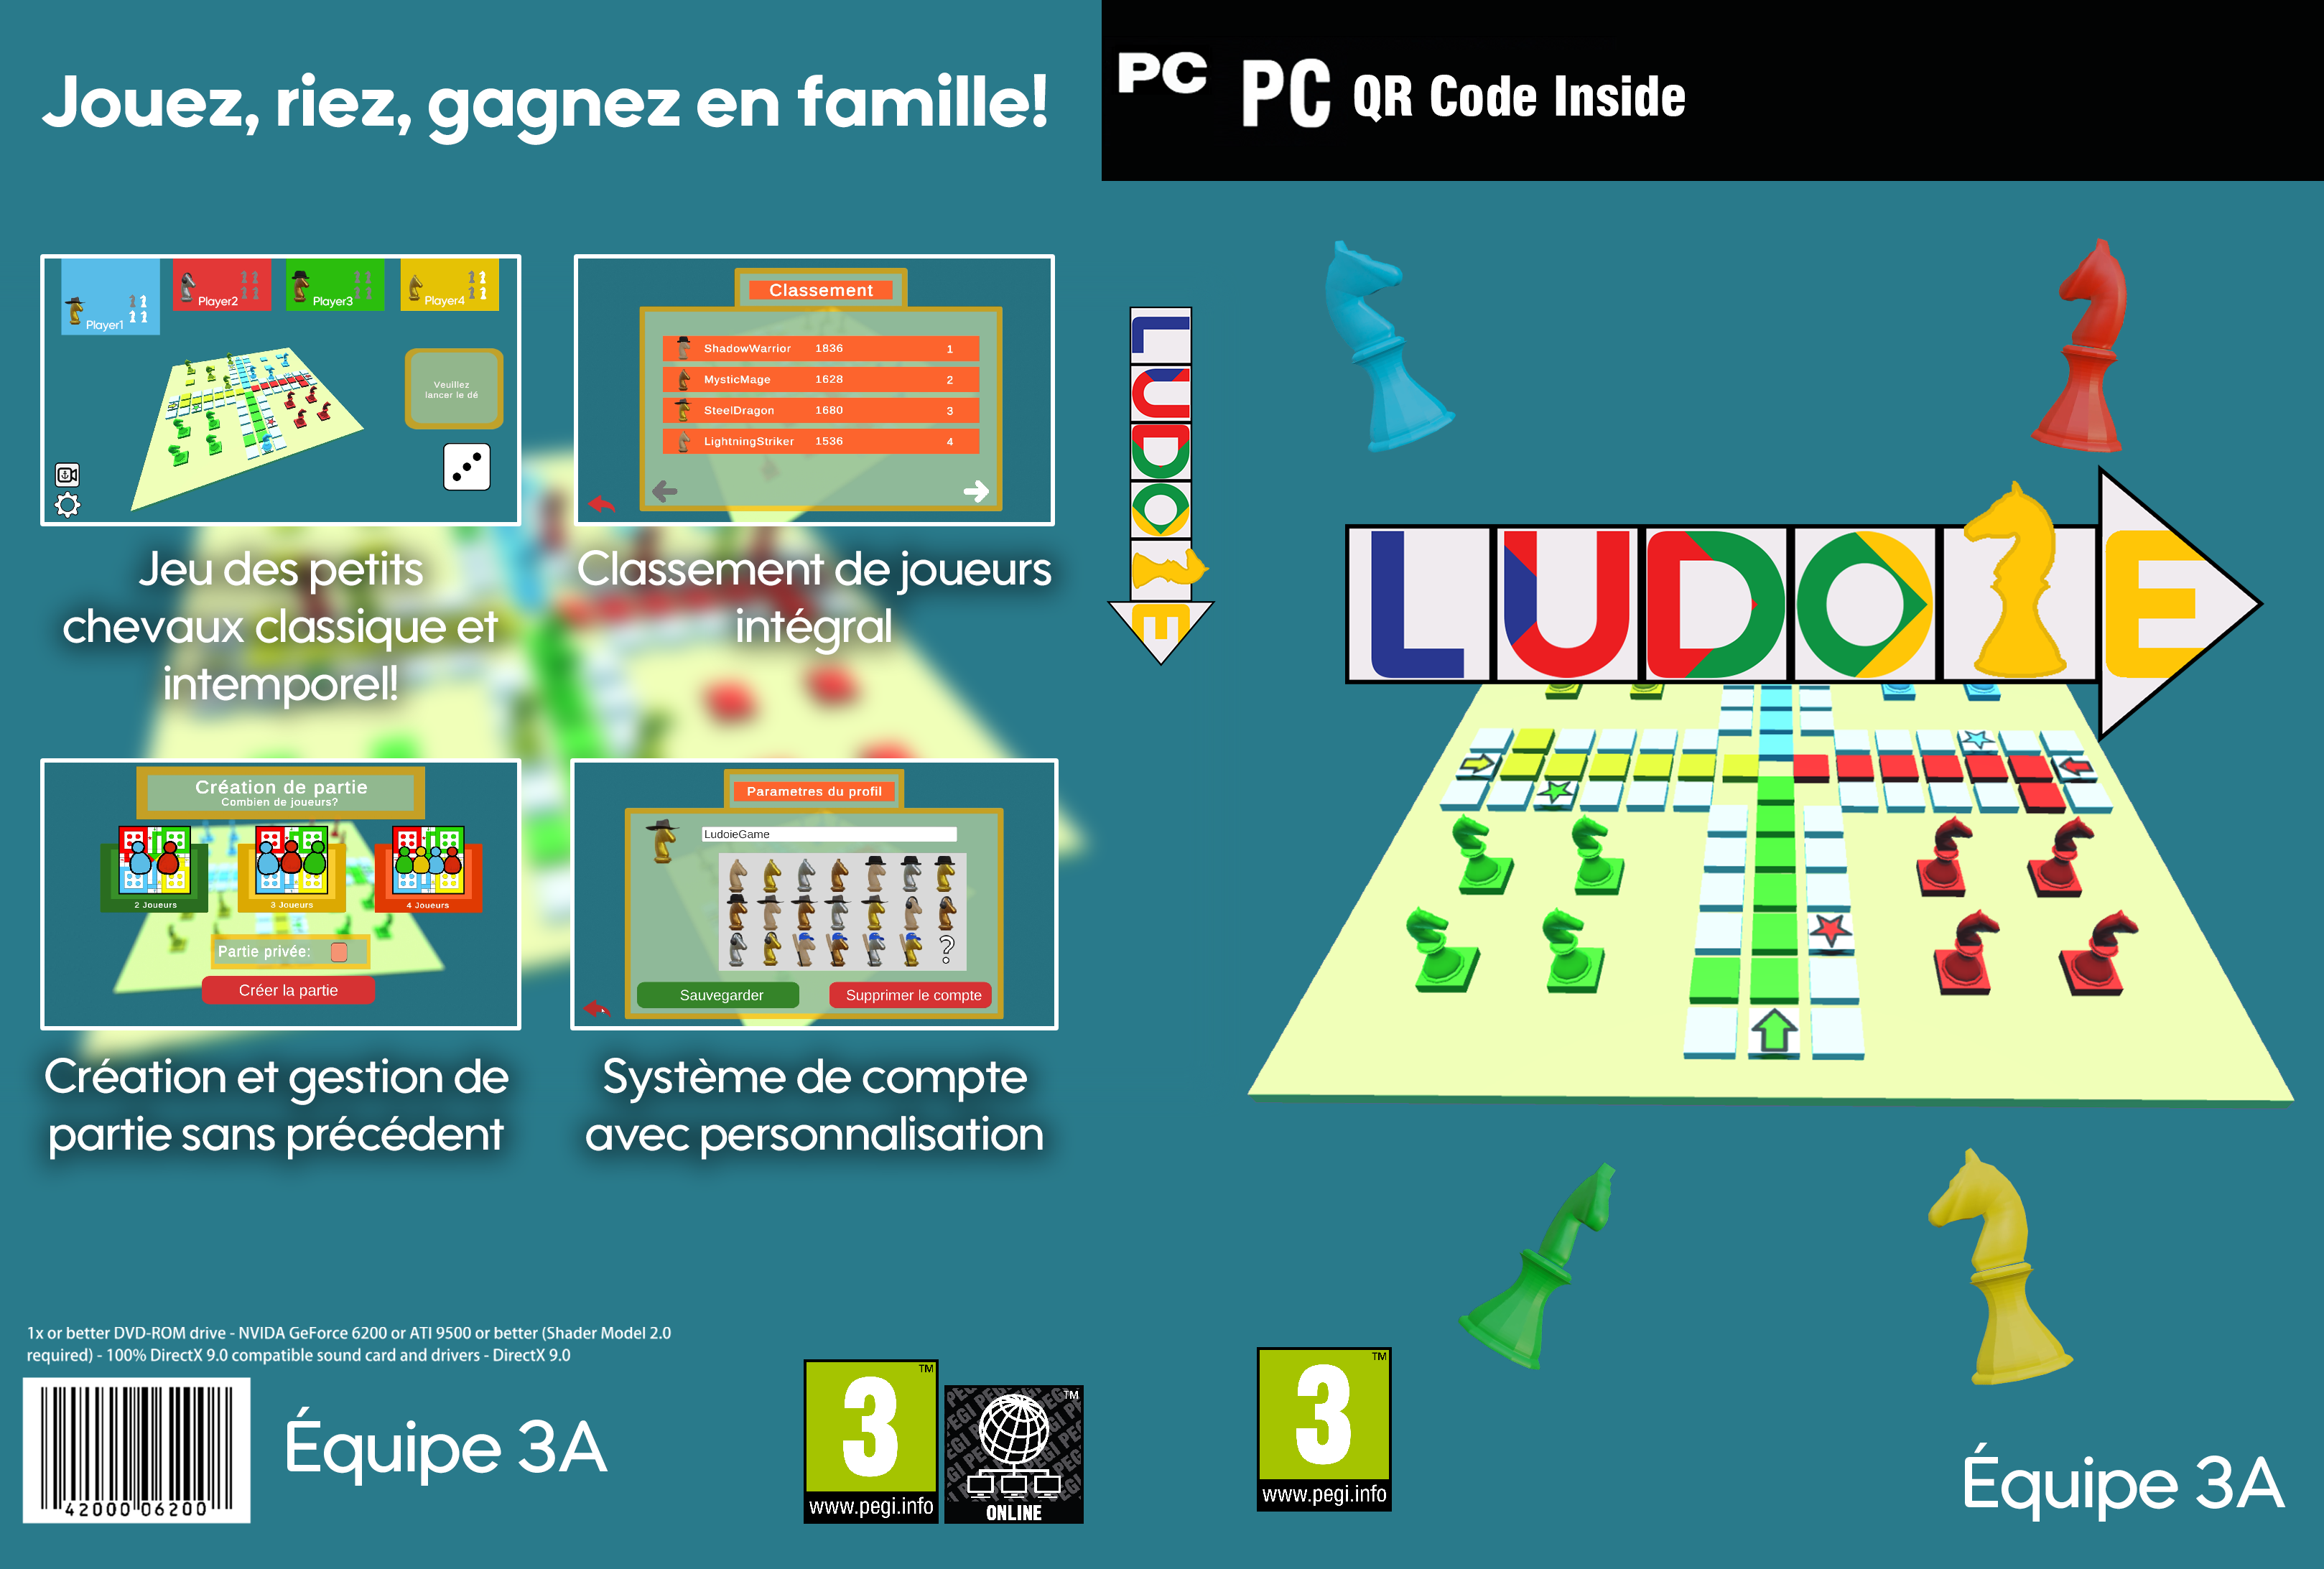 Jouez, riez, gagnez en famille!
PC PC QR Code Inside
Player1
Player2
Player3
Player4
Veuillez
lancer le dé
Jeu des petits
chevaux classique et
intemporel!
Classement
ShadowWarrior 1836 1
MysticMage 1628 2
SteelDragon 1680 3
LightningStriker 1536 4
Classement de joueurs
intégral
Création de partie
Combien de joueurs?
2 Joueurs
3 Joueurs
4 Joueurs
Partie privée:
Créer la partie
Création et gestion de
partie sans précédent
Parametres du profil
LudoieGame
?
Sauvegarder
Supprimer le compte
Système de compte
avec personnalisation
1x or better DVD-ROM drive - NVIDA GeForce 6200 or ATI 9500 or better (Shader Model 2.0
required) - 100% DirectX 9.0 compatible sound card and drivers - DirectX 9.0
42000 06200
Équipe 3A
3
TM
www.pegi.info
PEGI PEGI
TM
ONLINE
LUDO E
LUDO E
3
TM
www.pegi.info
Équipe 3A